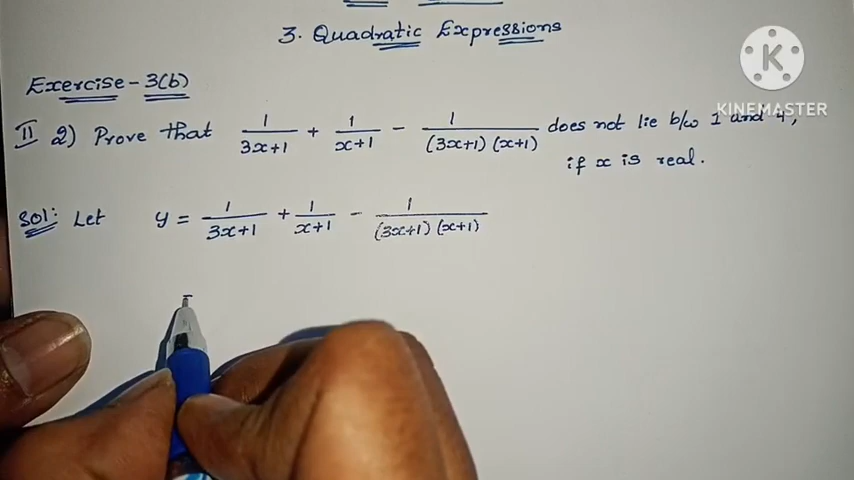 3. Quadratic Expressions
K
KINEMASTER
Exercise - 3(b)
II 2) Prove that 1/(3x+1) + 1/(x+1) - 1/((3x+1)(x+1)) does not lie b/w 1 and 4,
if x is real.
Sol: Let y = 1/(3x+1) + 1/(x+1) - 1/((3x+1)(x+1))